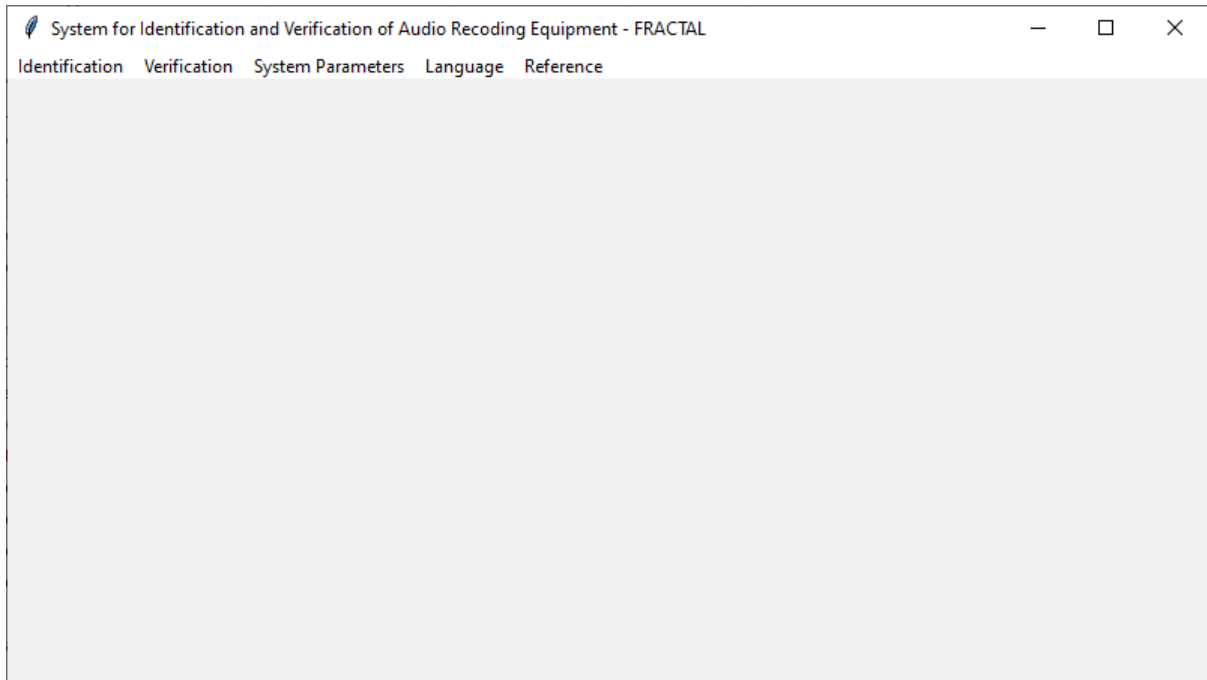 System for Identification and Verification of Audio Recoding Equipment - FRACTAL
Identification Verification System Parameters Language Reference